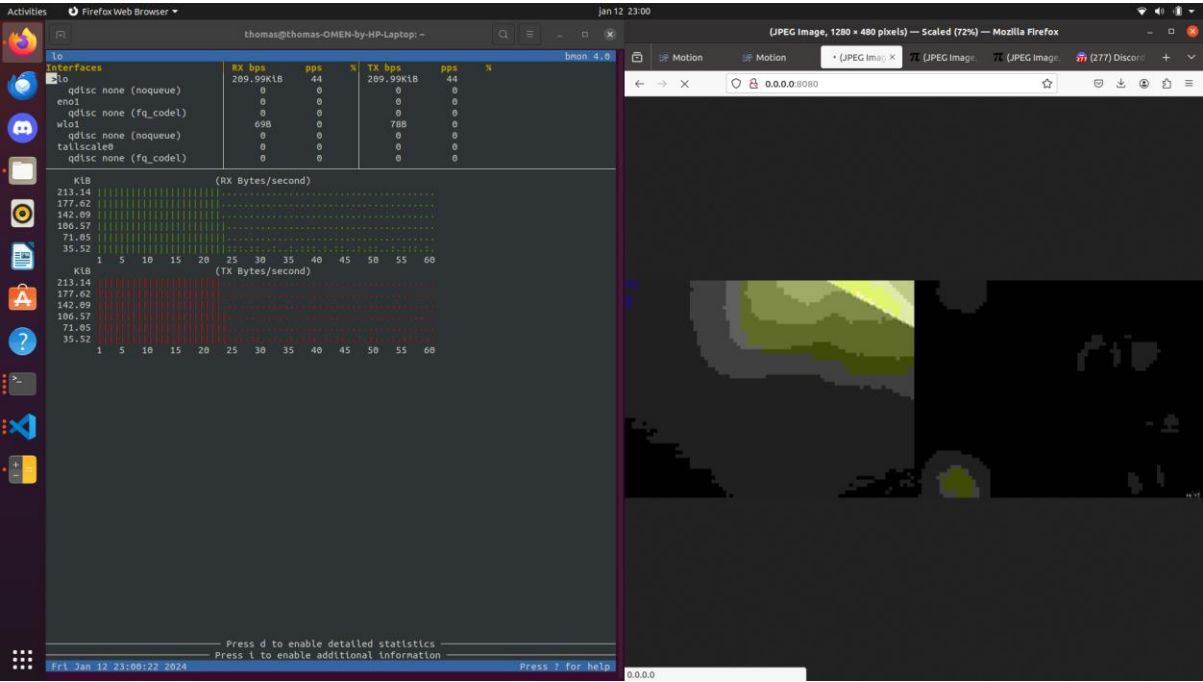 Activities
Firefox Web Browser
jan 12 23:00
thomas@thomas-OMEN-by-HP-Laptop: ~
lo
bmon 4.0
Interfaces RX bps pps % TX bps pps %
>lo 209.99KiB 44 209.99KiB 44
qdisc none (noqueue) 0 0 0 0
eno1 0 0 0 0
qdisc none (fq_codel) 0 0 0 0
wlo1 69B 0 78B 0
qdisc none (noqueue) 0 0 0 0
tailscale0 0 0 0 0
qdisc none (fq_codel) 0 0 0 0
KiB (RX Bytes/second)
213.14
177.62
142.09
106.57
71.05
35.52
1 5 10 15 20 25 30 35 40 45 50 55 60
KiB (TX Bytes/second)
213.14
177.62
142.09
106.57
71.05
35.52
1 5 10 15 20 25 30 35 40 45 50 55 60
Press d to enable detailed statistics
Press i to enable additional information
Fri Jan 12 23:00:22 2024
Press ? for help
(JPEG Image, 1280 × 480 pixels) — Scaled (72%) — Mozilla Firefox
Motion
Motion
(JPEG Imag
(JPEG Image,
(JPEG Image,
(277) Discord
0.0.0.0:8080
0.0.0.0